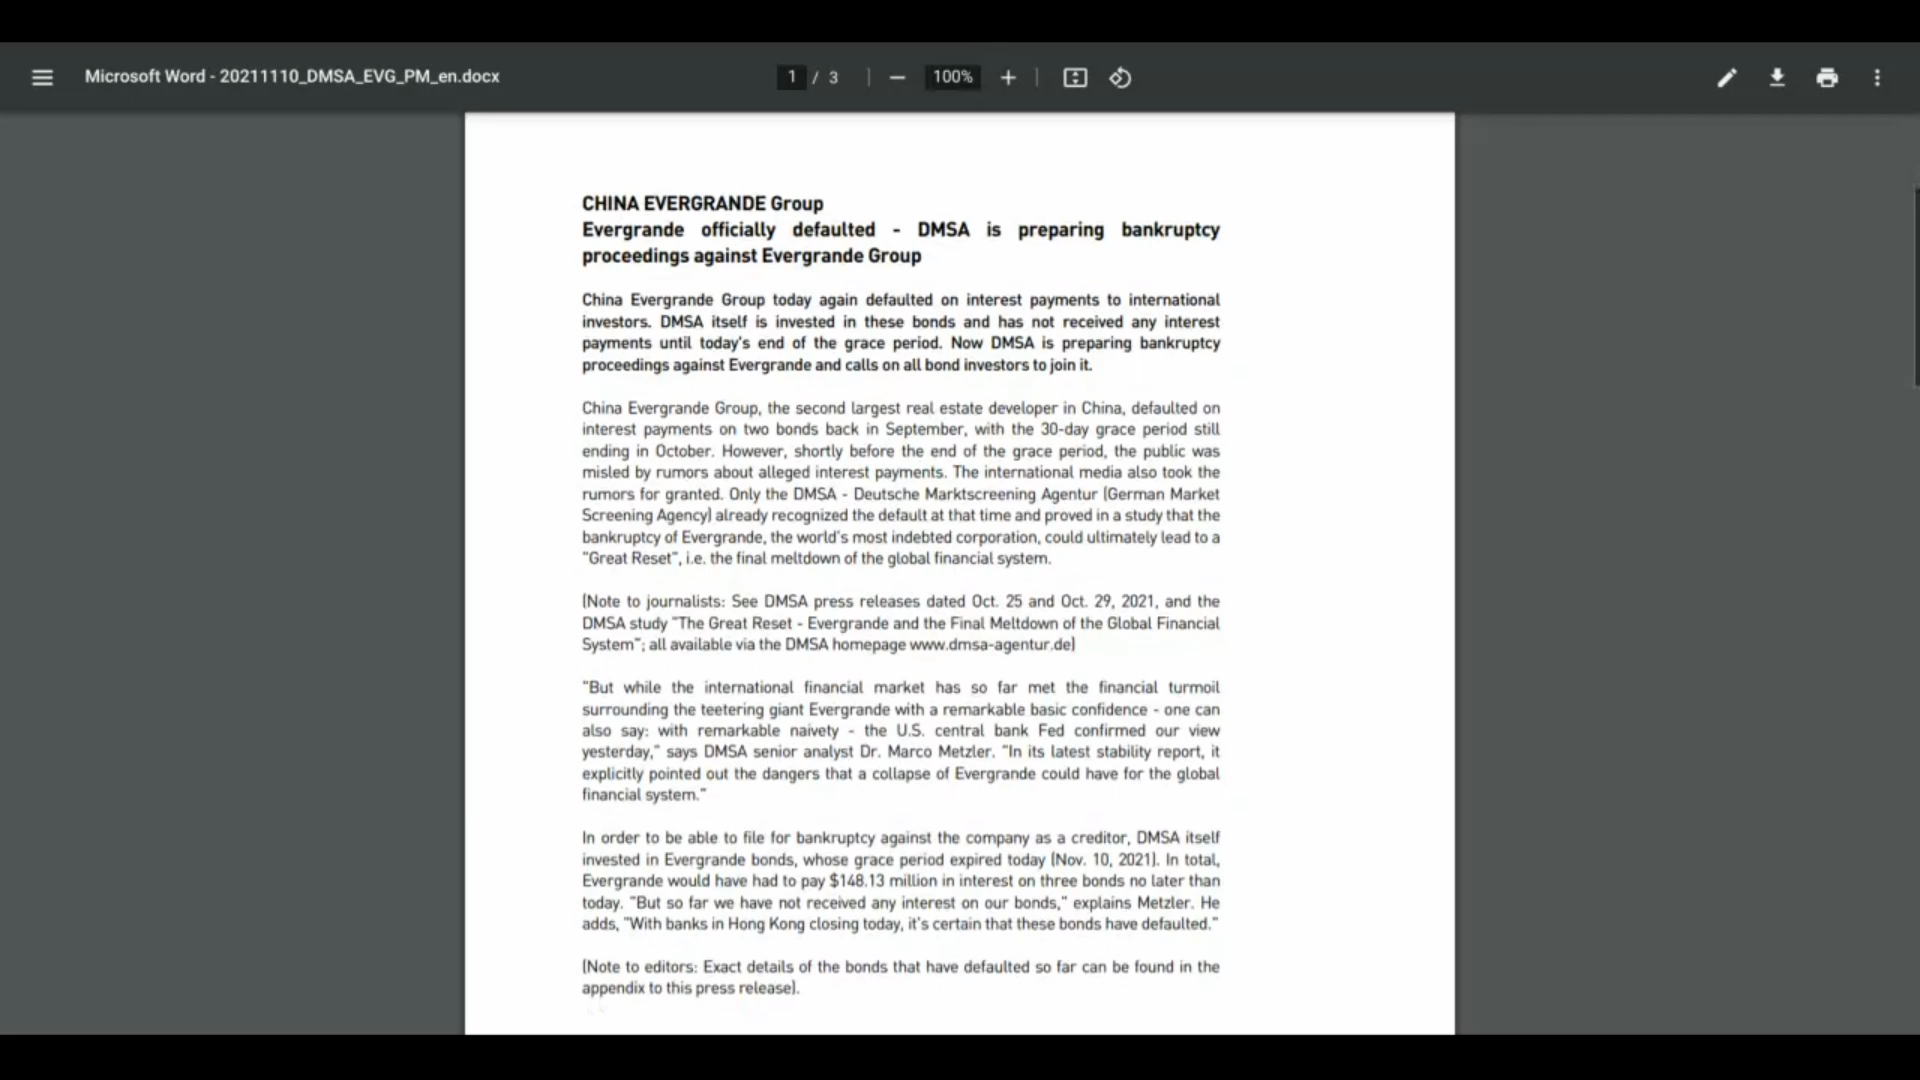 Microsoft Word - 20211110_DMSA_EVG_PM_en.docx
1 / 3
100%
CHINA EVERGRANDE Group
Evergrande officially defaulted - DMSA is preparing bankruptcy
proceedings against Evergrande Group
China Evergrande Group today again defaulted on interest payments to international
investors. DMSA itself is invested in these bonds and has not received any interest
payments until today's end of the grace period. Now DMSA is preparing bankruptcy
proceedings against Evergrande and calls on all bond investors to join it.
China Evergrande Group, the second largest real estate developer in China, defaulted on
interest payments on two bonds back in September, with the 30-day grace period still
ending in October. However, shortly before the end of the grace period, the public was
misled by rumors about alleged interest payments. The international media also took the
rumors for granted. Only the DMSA - Deutsche Marktscreening Agentur (German Market
Screening Agency) already recognized the default at that time and proved in a study that the
bankruptcy of Evergrande, the world's most indebted corporation, could ultimately lead to a
"Great Reset", i.e. the final meltdown of the global financial system.
(Note to journalists: See DMSA press releases dated Oct. 25 and Oct. 29, 2021, and the
DMSA study "The Great Reset - Evergrande and the Final Meltdown of the Global Financial
System"; all available via the DMSA homepage www.dmsa-agentur.de)
"But while the international financial market has so far met the financial turmoil
surrounding the teetering giant Evergrande with a remarkable basic confidence - one can
also say: with remarkable naivety - the U.S. central bank Fed confirmed our view
yesterday," says DMSA senior analyst Dr. Marco Metzler. "In its latest stability report, it
explicitly pointed out the dangers that a collapse of Evergrande could have for the global
financial system."
In order to be able to file for bankruptcy against the company as a creditor, DMSA itself
invested in Evergrande bonds, whose grace period expired today (Nov. 10, 2021). In total,
Evergrande would have had to pay $148.13 million in interest on three bonds no later than
today. "But so far we have not received any interest on our bonds," explains Metzler. He
adds, "With banks in Hong Kong closing today, it's certain that these bonds have defaulted."
(Note to editors: Exact details of the bonds that have defaulted so far can be found in the
appendix to this press release).